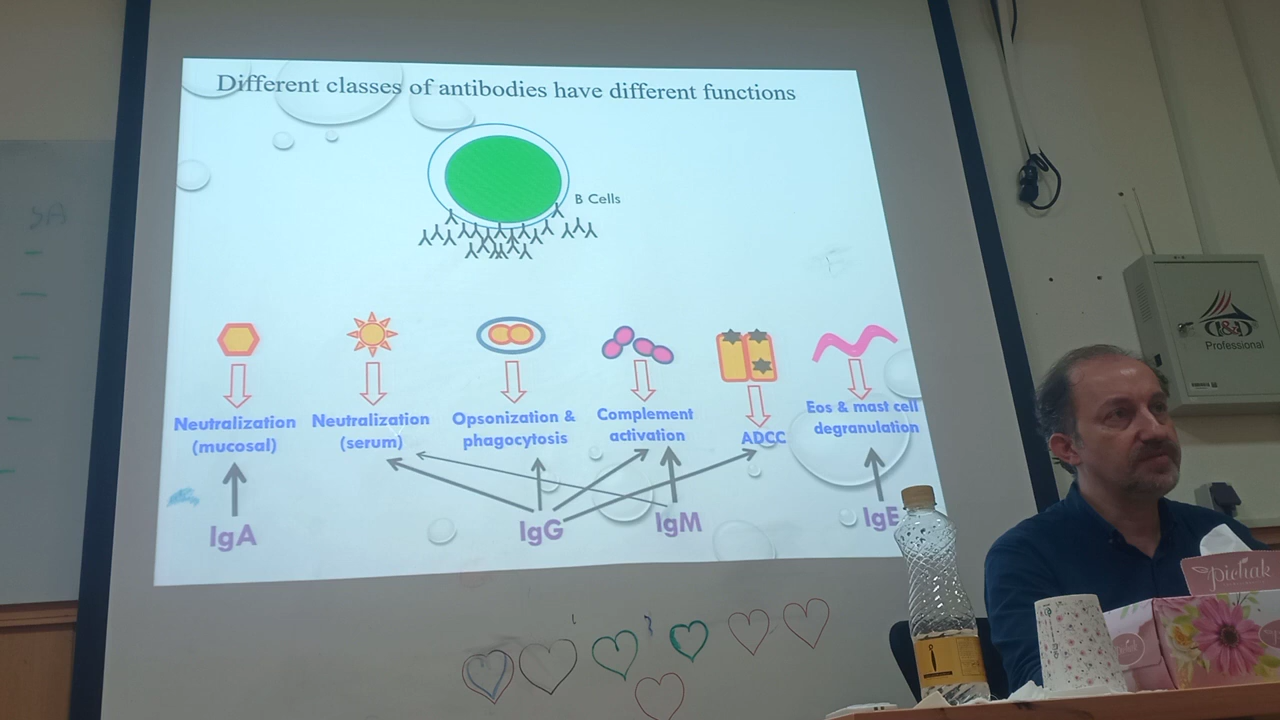 Different classes of antibodies have different functions
B Cells
Neutralization
(mucosal)
Neutralization
(serum)
Opsonization &
phagocytosis
Complement
activation
ADCC
Eos & mast cell
degranulation
IgA
IgG
IgM
IgE
Professional
pichak